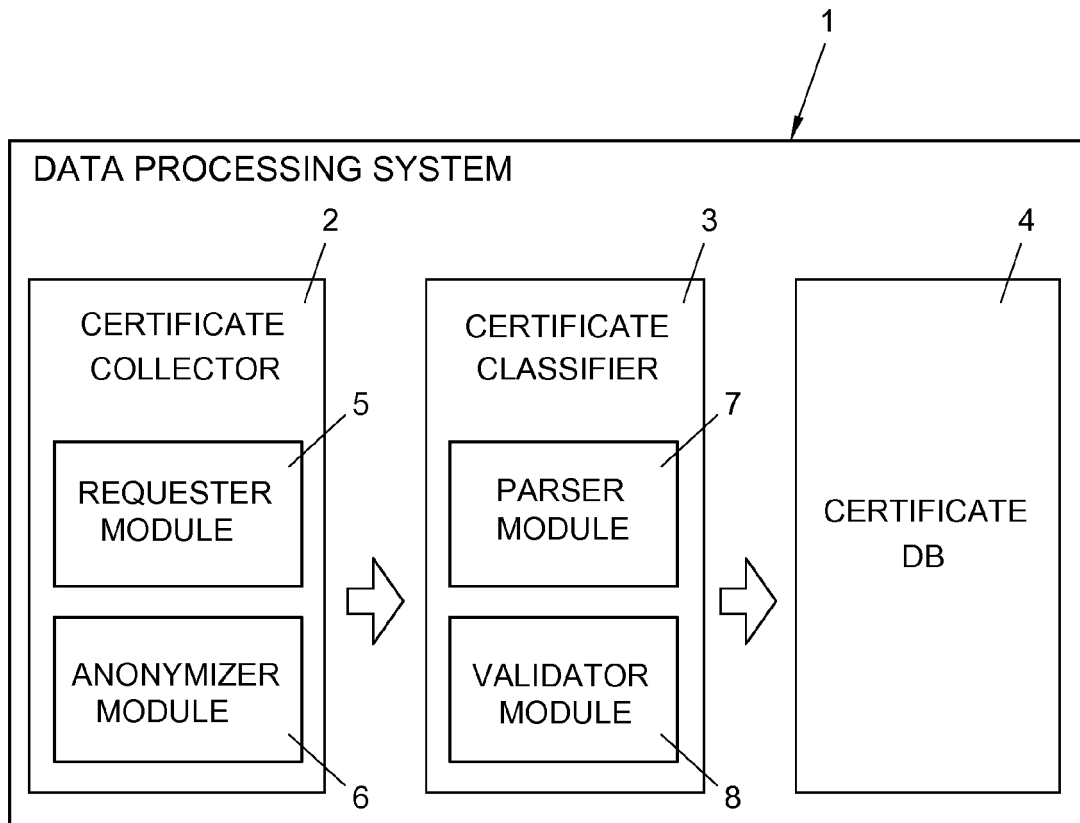 1
DATA PROCESSING SYSTEM
2
3
4
CERTIFICATE
COLLECTOR
CERTIFICATE
CLASSIFIER
5
7
REQUESTER
MODULE
PARSER
MODULE
CERTIFICATE
DB
ANONYMIZER
MODULE
VALIDATOR
MODULE
6
8